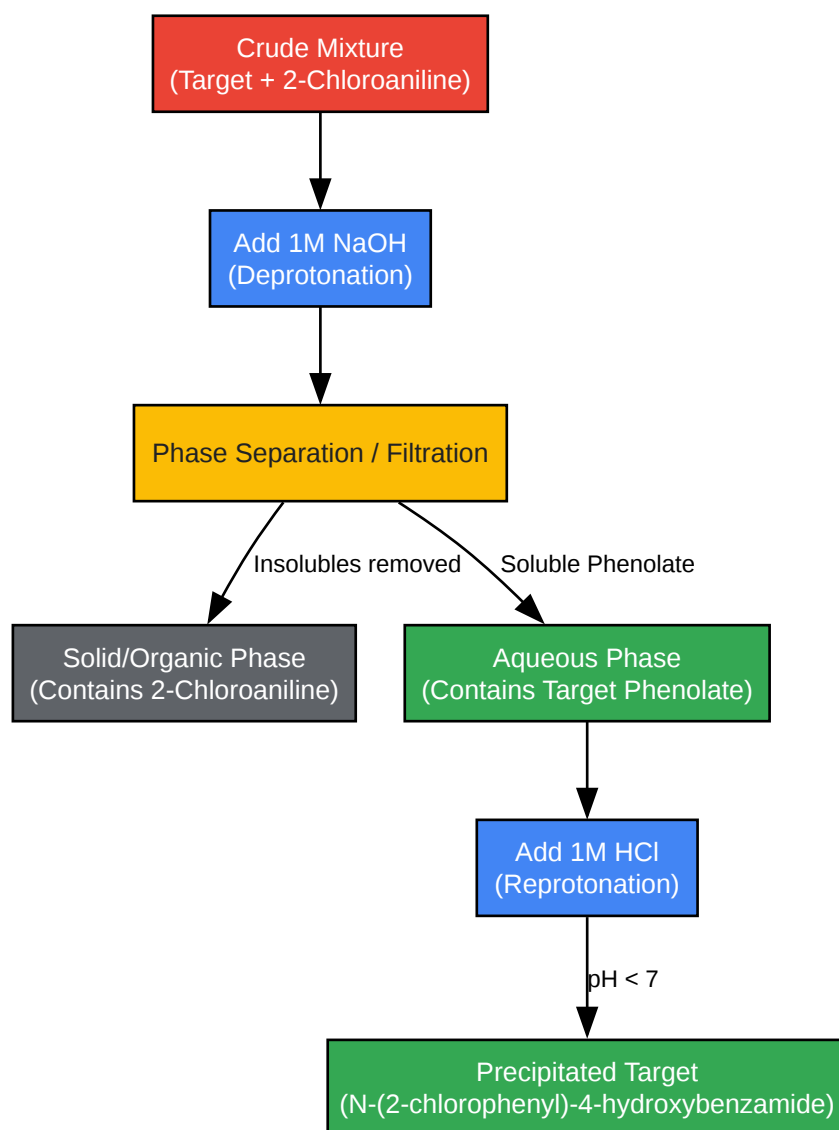 Crude Mixture
(Target + 2-Chloroaniline)
Add 1M NaOH
(Deprotonation)
Phase Separation / Filtration
Insolubles removed
Soluble Phenolate
Solid/Organic Phase
(Contains 2-Chloroaniline)
Aqueous Phase
(Contains Target Phenolate)
Add 1M HCl
(Reprotonation)
pH < 7
Precipitated Target
(N-(2-chlorophenyl)-4-hydroxybenzamide)